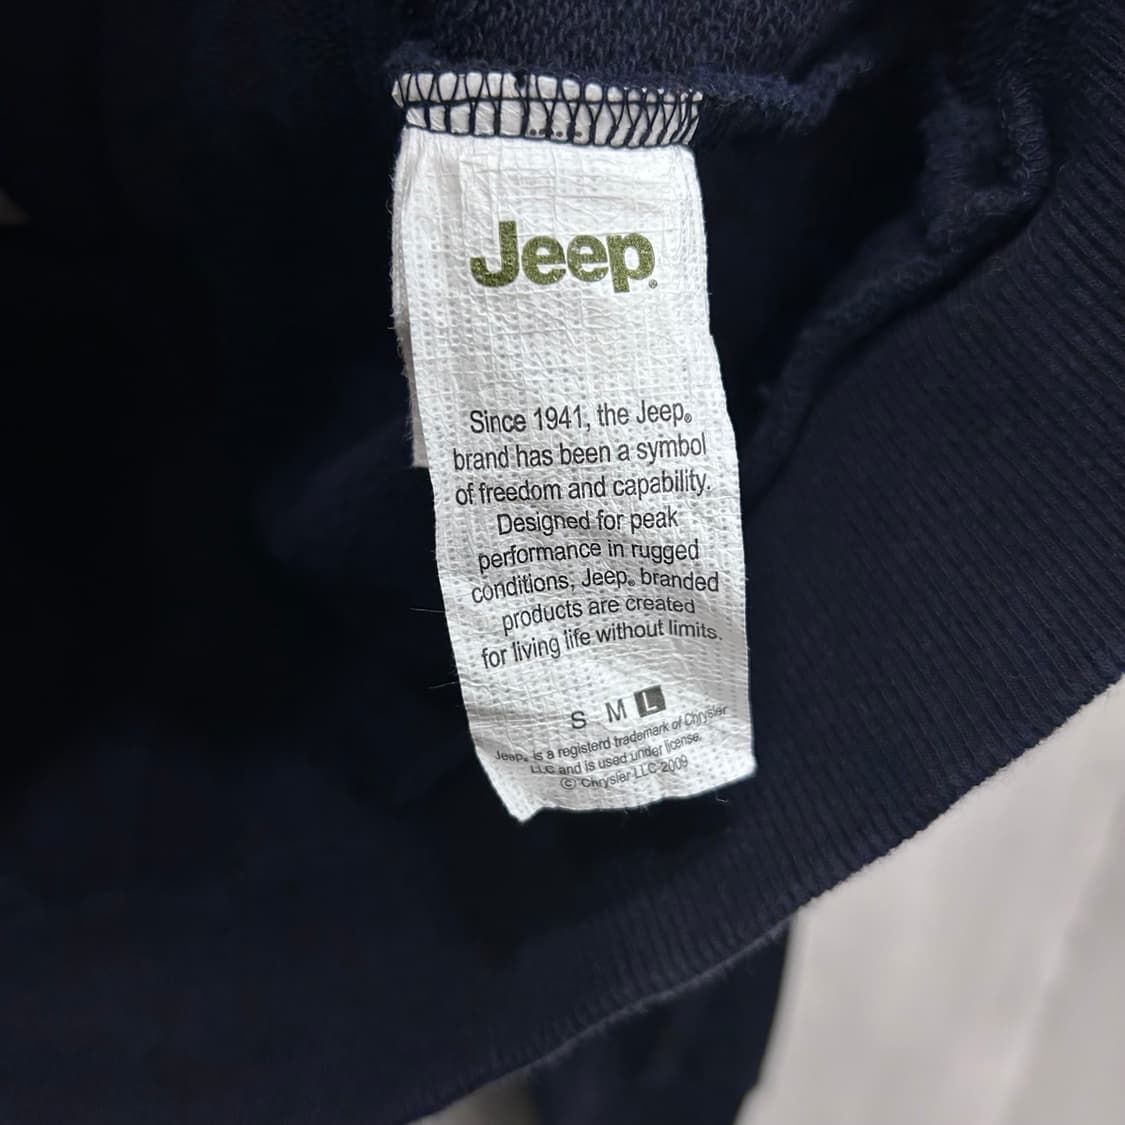 Jeep®
Since 1941, the Jeep®
brand has been a symbol
of freedom and capability.
Designed for peak
performance in rugged
conditions, Jeep® branded
products are created
for living life without limits.
S M L
Jeep® is a registerd trademark of Chrysler
LLC and is used under license.
© Chrysler LLC 2009